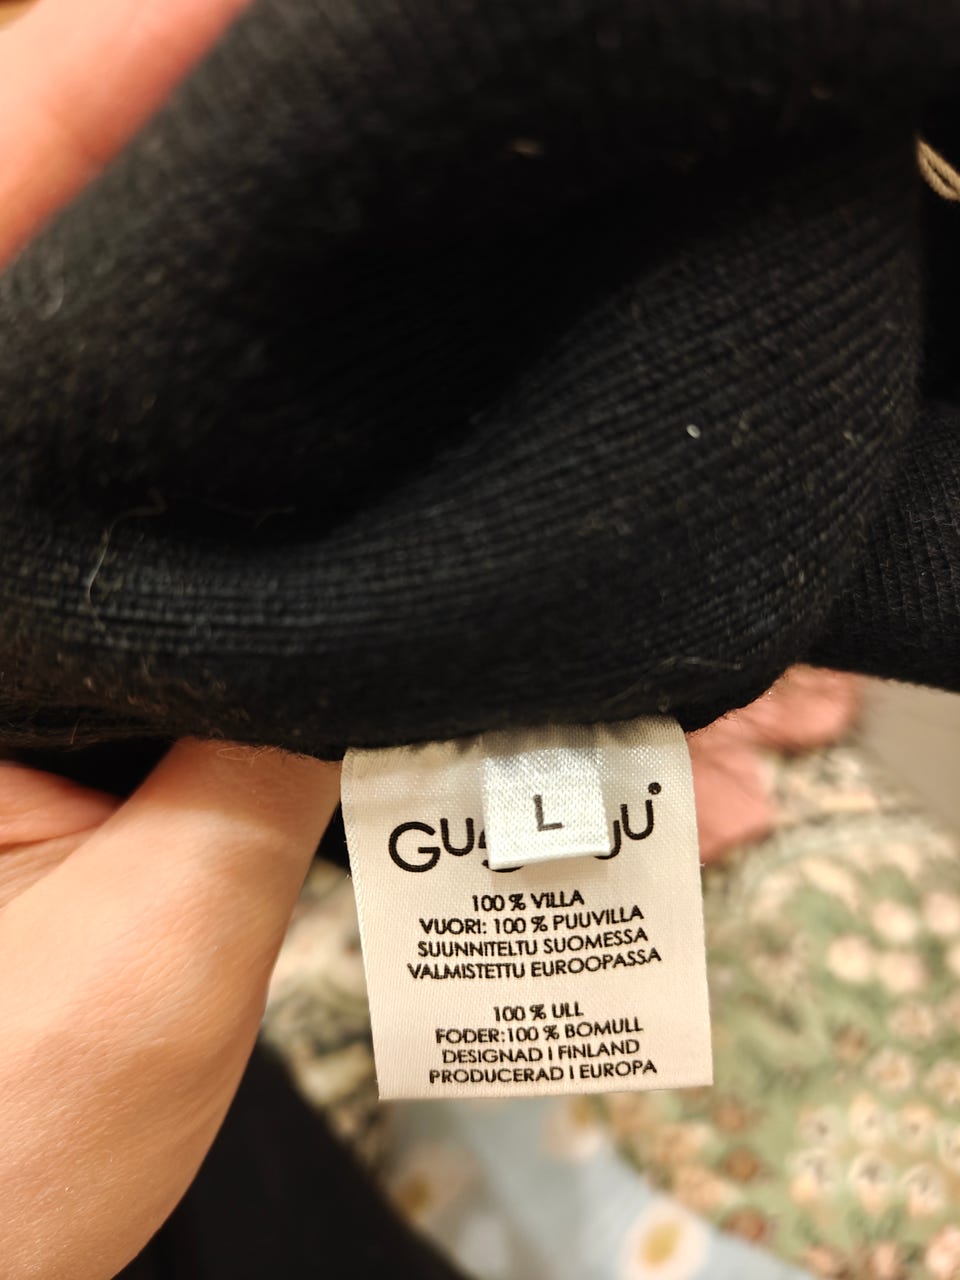 L
100 % VILLA
VUORI: 100 % PUUVILLA
SUUNNITELTU SUOMESSA
VALMISTETTU EUROOPASSA
100 % ULL
FODER:100 % BOMULL
DESIGNAD I FINLAND
PRODUCERAD I EUROPA